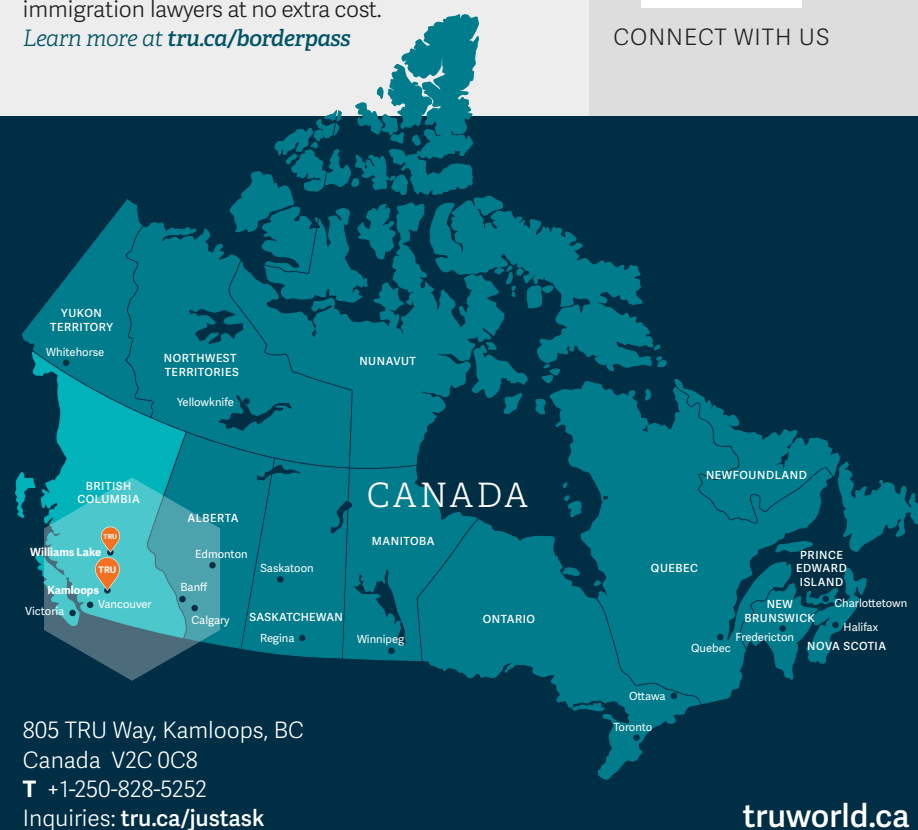 immigration lawyers at no extra cost.
Learn more at tru.ca/borderpass
CONNECT WITH US
YUKON
TERRITORY
Whitehorse
NORTHWEST
TERRITORIES
Yellowknife
NUNAVUT
BRITISH
COLUMBIA
ALBERTA
CANADA
MANITOBA
NEWFOUNDLAND
TRU
Williams Lake
TRU
Kamloops
Vancouver
Victoria
Edmonton
Banff
Calgary
Saskatoon
SASKATCHEWAN
Regina
Winnipeg
ONTARIO
QUEBEC
PRINCE
EDWARD
ISLAND
Charlottetown
NEW
BRUNSWICK
Fredericton
Halifax
NOVA SCOTIA
Quebec
Ottawa
Toronto
805 TRU Way, Kamloops, BC
Canada V2C 0C8
T +1-250-828-5252
Inquiries: tru.ca/justask
truworld.ca